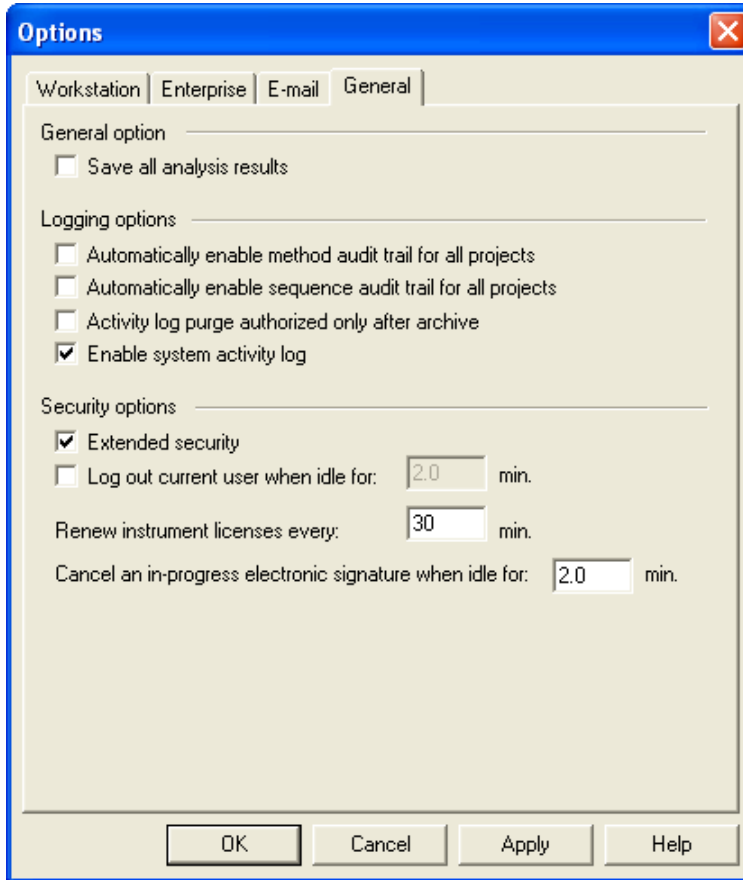 Options
Workstation Enterprise E-mail General
General option
Save all analysis results
Logging options
Automatically enable method audit trail for all projects
Automatically enable sequence audit trail for all projects
Activity log purge authorized only after archive
Enable system activity log
Security options
Extended security
Log out current user when idle for: 2.0 min.
Renew instrument licenses every: 30 min.
Cancel an in-progress electronic signature when idle for: 2.0 min.
OK Cancel Apply Help